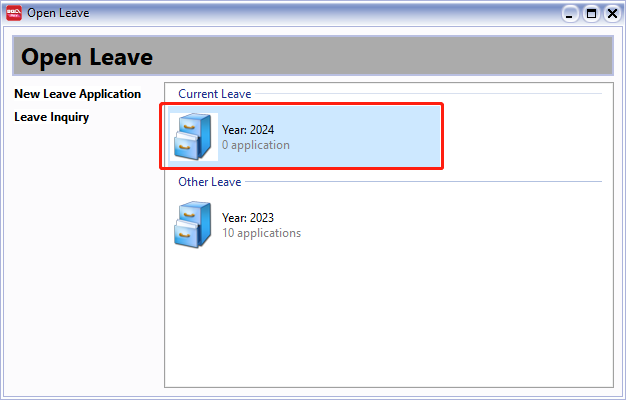 Open Leave
Open Leave
New Leave Application
Leave Inquiry
Current Leave
Year: 2024
0 application
Other Leave
Year: 2023
10 applications